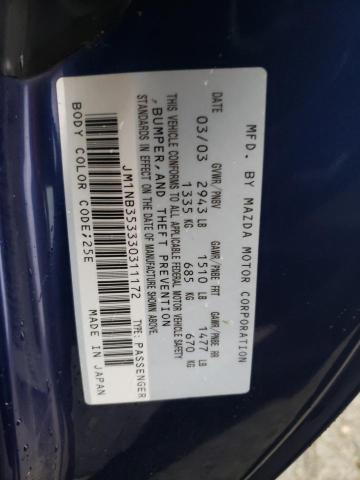 MFD. BY MAZDA MOTOR CORPORATION
DATE GVWR/PNBV GAWR/PNBE FR GAWR/PNBE RR
03/03 2943 LB 1510 LB 1477 LB
1335 KG 685 KG 670 KG
THIS VEHICLE CONFORMS TO ALL APPLICABLE FEDERAL MOTOR VEHICLE SAFETY
, BUMPER, AND THEFT PREVENTION
STANDARDS IN EFFECT ON THE DATE OF MANUFACTURE SHOWN ABOVE.
JM1NB353330311172 TYPE: PASSENGER
BODY COLOR CODE;25E MADE IN JAPAN